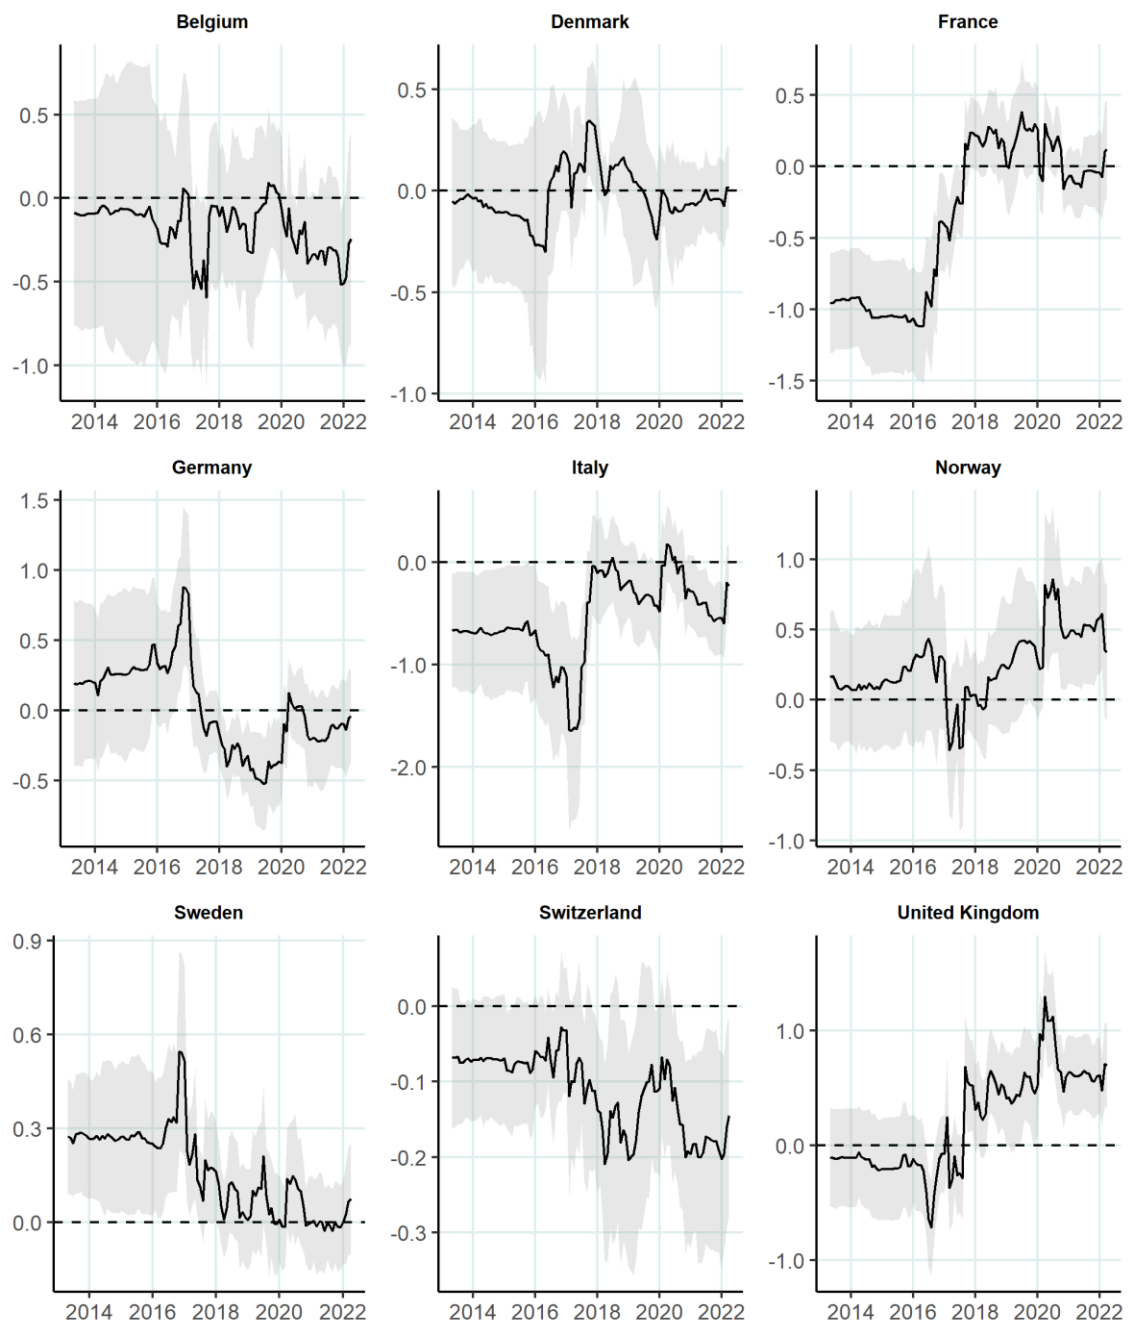 Belgium Denmark France
0.5 0.5 0.5
0.0 0.0 0.0
-0.5 -0.5 -0.5
-1.0 -1.0 -1.0
-1.5
2014 2016 2018 2020 2022 2014 2016 2018 2020 2022 2014 2016 2018 2020 2022
Germany Italy Norway
1.5 0.0 1.0
1.0 -1.0 0.5
0.5 -2.0 0.0
0.0 -0.5
-0.5 -1.0
2014 2016 2018 2020 2022 2014 2016 2018 2020 2022 2014 2016 2018 2020 2022
Sweden Switzerland United Kingdom
0.9 0.0 1.0
0.6 -0.1 0.0
0.3 -0.2 -1.0
0.0 -0.3
2014 2016 2018 2020 2022 2014 2016 2018 2020 2022 2014 2016 2018 2020 2022